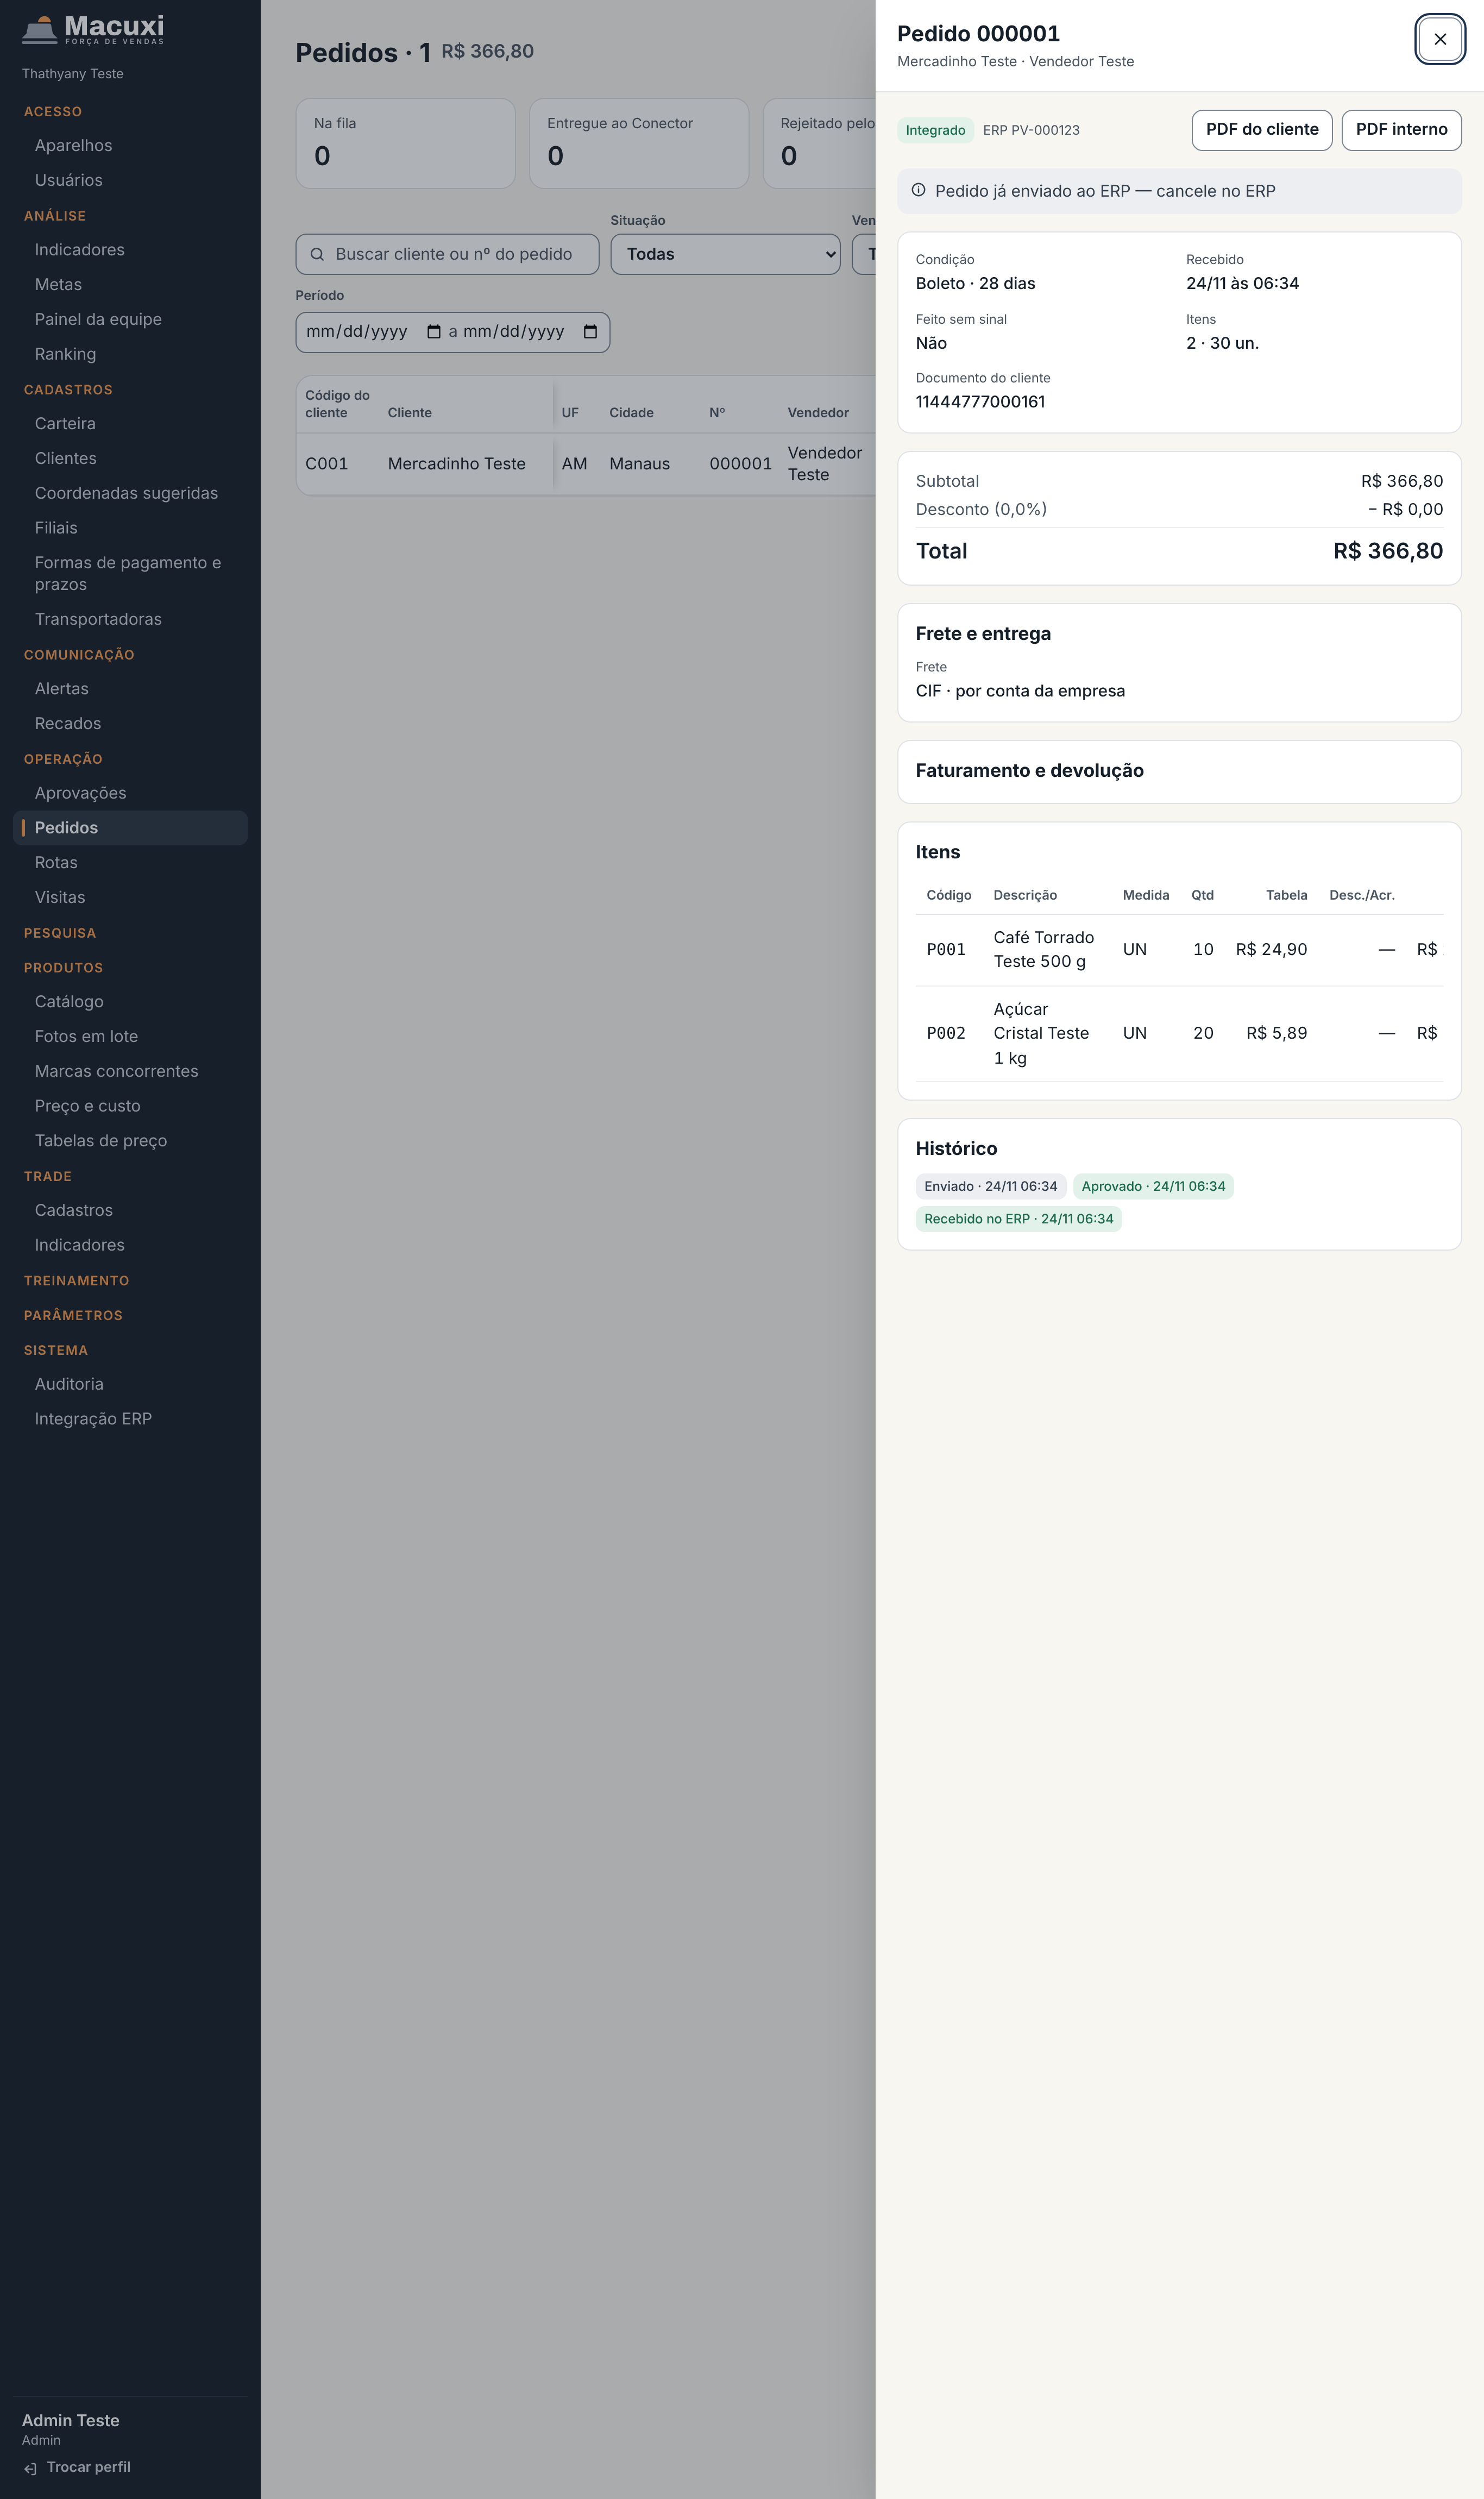 Macuxi
FORÇA DE VENDAS
Thathyany Teste
ACESSO
Aparelhos
Usuários
ANÁLISE
Indicadores
Metas
Painel da equipe
Ranking
CADASTROS
Carteira
Clientes
Coordenadas sugeridas
Filiais
Formas de pagamento e
prazos
Transportadoras
COMUNICAÇÃO
Alertas
Recados
OPERAÇÃO
Aprovações
Pedidos
Rotas
Visitas
PESQUISA
PRODUTOS
Catálogo
Fotos em lote
Marcas concorrentes
Preço e custo
Tabelas de preço
TRADE
Cadastros
Indicadores
TREINAMENTO
PARÂMETROS
SISTEMA
Auditoria
Integração ERP
Admin Teste
Admin
Trocar perfil
Pedidos · 1 R$ 366,80
Na fila
0
Entregue ao Conector
0
Rejeitado pelo
0
Buscar cliente ou nº do pedido
Situação
Todas
Ven
T
Período
mm/dd/yyyy a mm/dd/yyyy
Código do
cliente Cliente UF Cidade Nº Vendedor
C001 Mercadinho Teste AM Manaus 000001 Vendedor
Teste
Pedido 000001
Mercadinho Teste · Vendedor Teste
Integrado ERP PV-000123 PDF do cliente PDF interno
Pedido já enviado ao ERP — cancele no ERP
Condição Recebido
Boleto · 28 dias 24/11 às 06:34
Feito sem sinal Itens
Não 2 · 30 un.
Documento do cliente
11444777000161
Subtotal R$ 366,80
Desconto (0,0%) − R$ 0,00
Total R$ 366,80
Frete e entrega
Frete
CIF · por conta da empresa
Faturamento e devolução
Itens
Código Descrição Medida Qtd Tabela Desc./Acr.
P001 Café Torrado
Teste 500 g UN 10 R$ 24,90 — R$
P002 Açúcar
Cristal Teste
1 kg UN 20 R$ 5,89 — R$
Histórico
Enviado · 24/11 06:34 Aprovado · 24/11 06:34
Recebido no ERP · 24/11 06:34